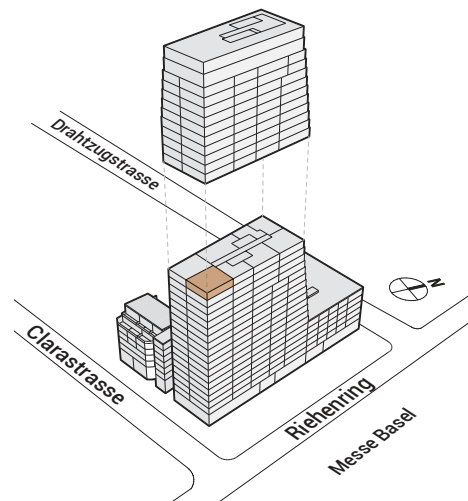 Drahtzugstrasse
N
Clarastrasse
Riehenring
Messe Basel